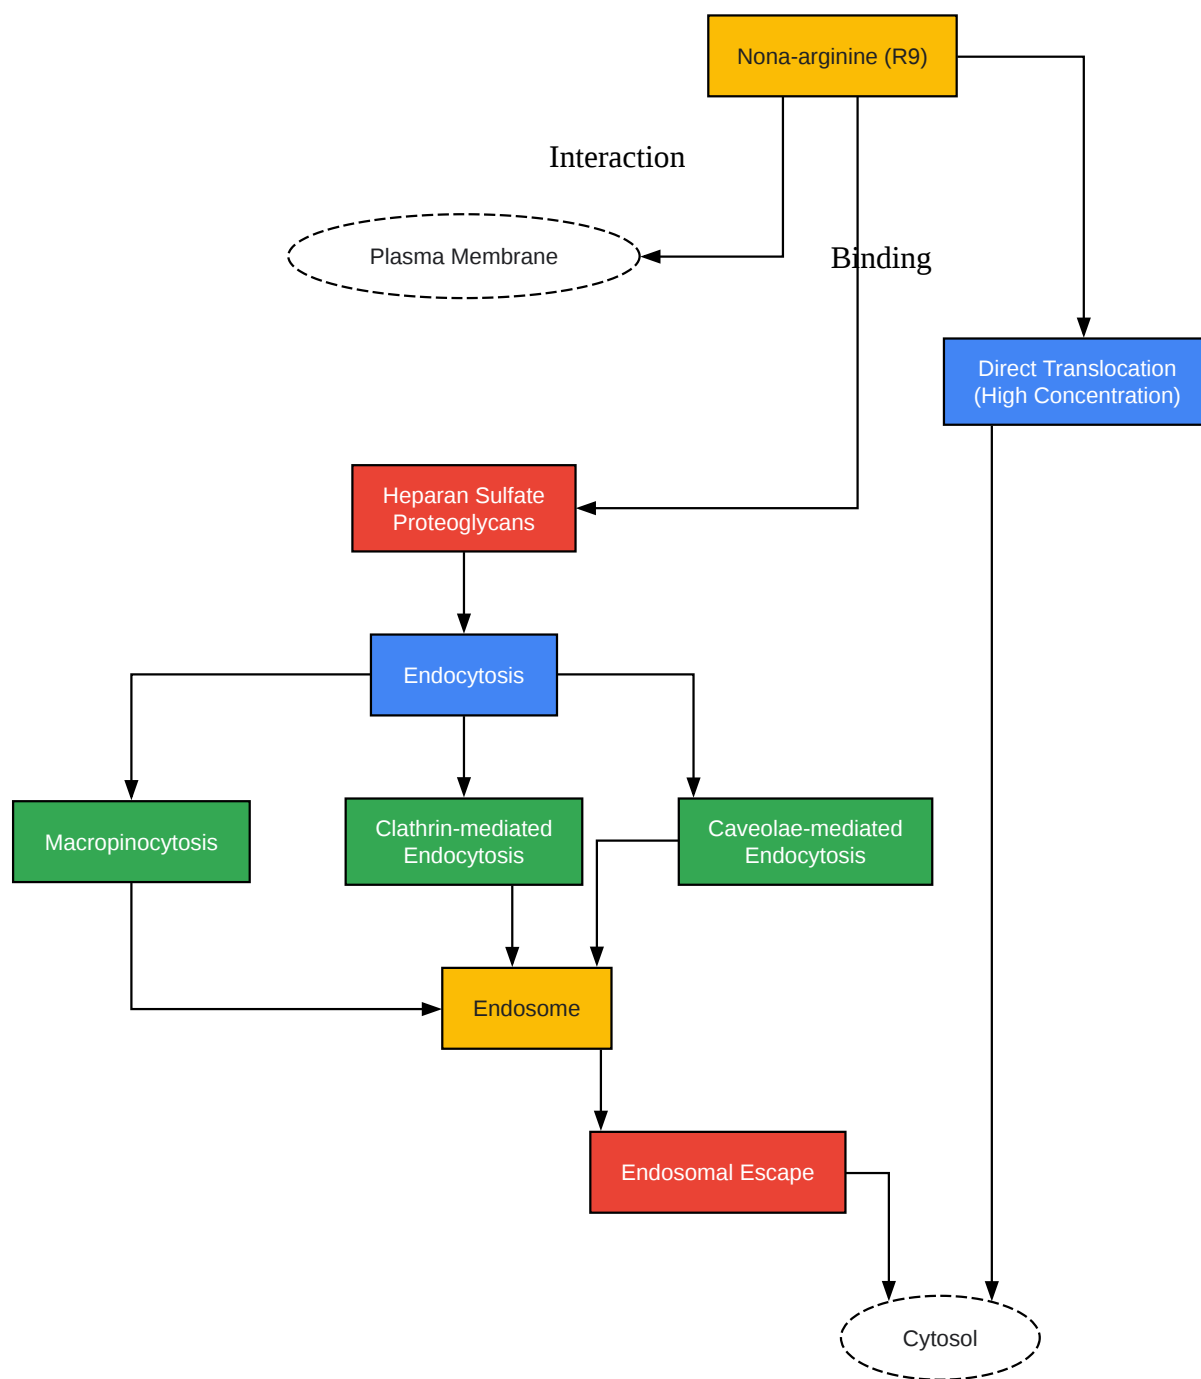 Nona-arginine (R9)
Interaction
Plasma Membrane
Binding
Direct Translocation
(High Concentration)
Heparan Sulfate
Proteoglycans
Endocytosis
Macropinocytosis
Clathrin-mediated
Endocytosis
Caveolae-mediated
Endocytosis
Endosome
Endosomal Escape
Cytosol